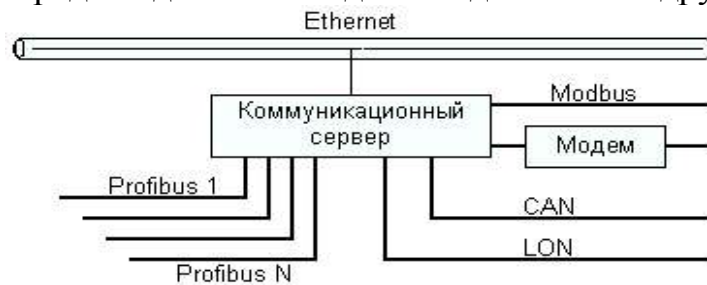 Ethernet
Коммуникационный
сервер
Modbus
Модем
Profibus 1
CAN
LON
Profibus N